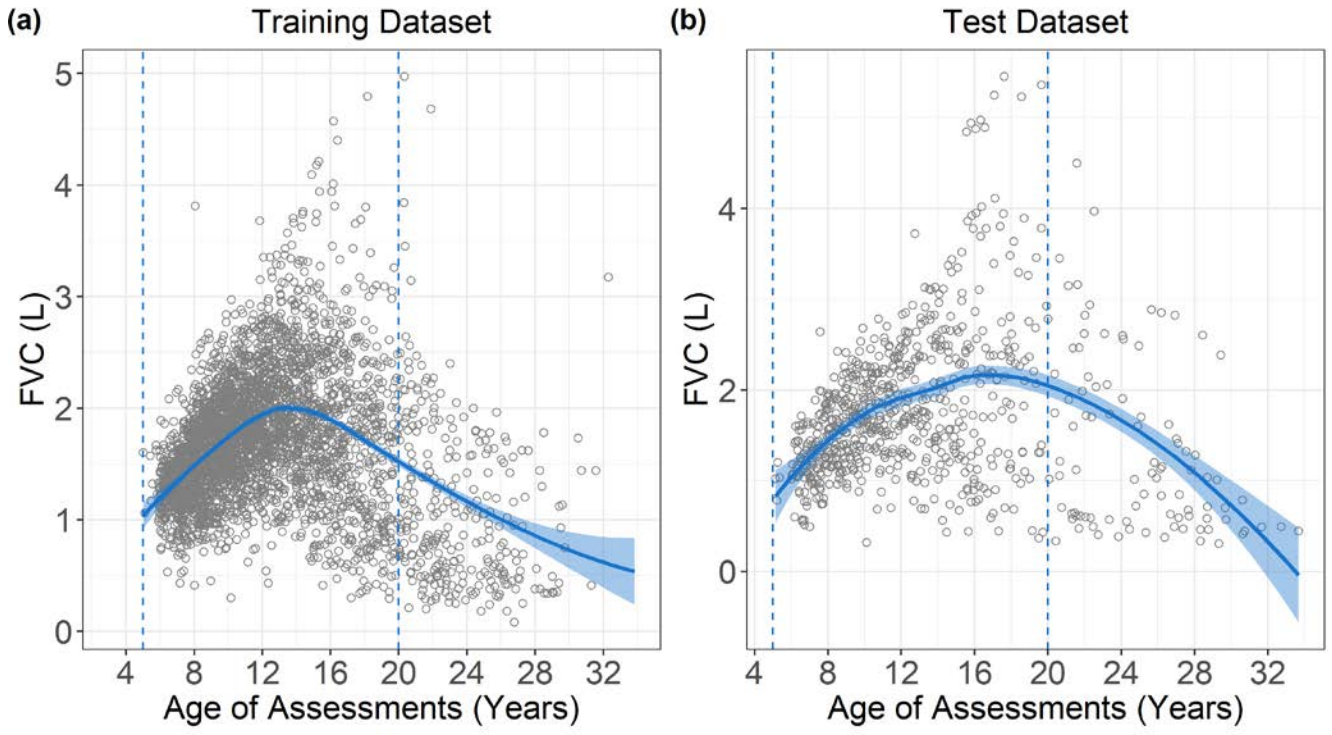 (a) Training Dataset
5
4
3
2
1
0
FVC (L)
4 8 12 16 20 24 28 32
Age of Assessments (Years)
(b) Test Dataset
4
2
0
FVC (L)
4 8 12 16 20 24 28 32
Age of Assessments (Years)